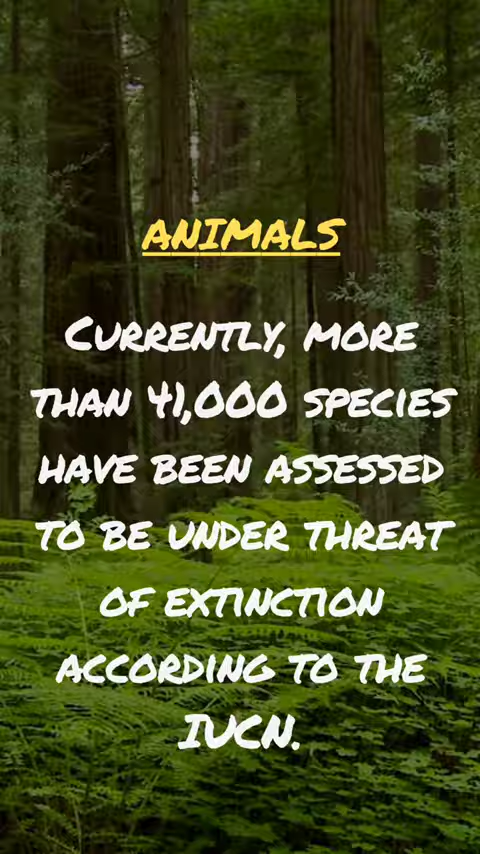 ANIMALS
CURRENTLY, MORE
THAN 41,000 SPECIES
HAVE BEEN ASSESSED
TO BE UNDER THREAT
OF EXTINCTION
ACCORDING TO THE
IUCN.